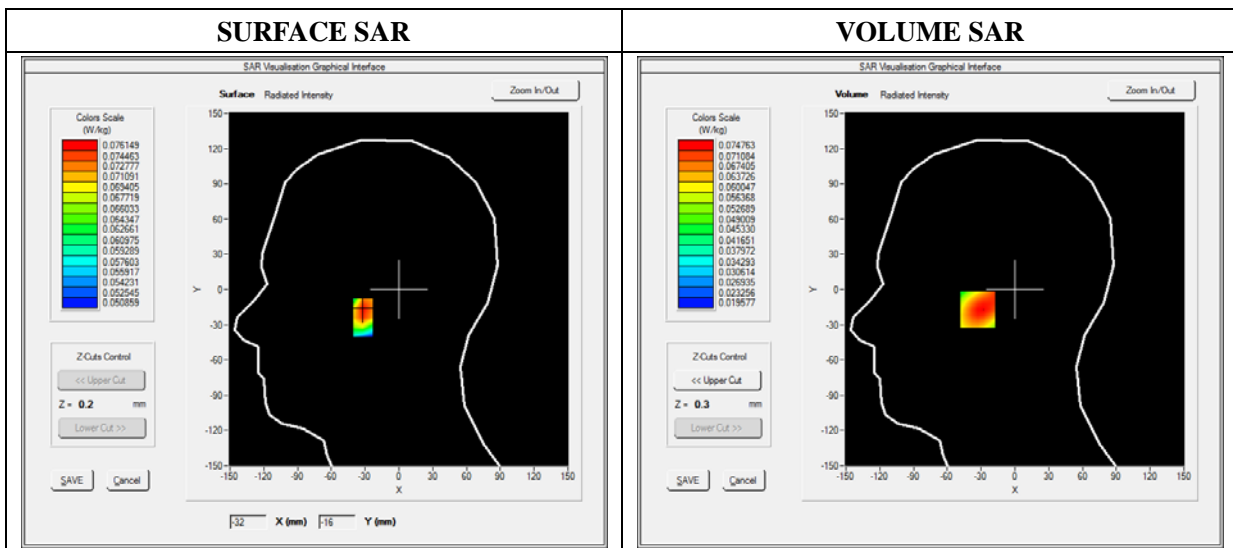 SURFACE SAR
VOLUME SAR
SAR Visualisation Graphical Interface
Surface Radiated Intensity
Zoom In/Out
Colors Scale
(W/kg)
0.076149
0.074463
0.072777
0.071091
0.069405
0.067719
0.066033
0.064347
0.062661
0.060975
0.059289
0.057603
0.055917
0.054231
0.052545
0.050859
150
120
90
60
30
0
-30
-60
-90
-120
-150
Y
-150 -120 -90 -60 -30 0 30 60 90 120 150
X
Z-Cuts Control
<< Upper Cut
Z = 0.2 mm
Lower Cut >>
SAVE Cancel
-32 X (mm) -16 Y (mm)
SAR Visualisation Graphical Interface
Volume Radiated Intensity
Zoom In/Out
Colors Scale
(W/kg)
0.074763
0.071084
0.067405
0.063726
0.060047
0.056368
0.052689
0.049009
0.045330
0.041651
0.037972
0.034293
0.030614
0.026935
0.023256
0.019577
150
120
90
60
30
0
-30
-60
-90
-120
-150
Y
-150 -120 -90 -60 -30 0 30 60 90 120 150
X
Z-Cuts Control
<< Upper Cut
Z = 0.3 mm
Lower Cut >>
SAVE Cancel